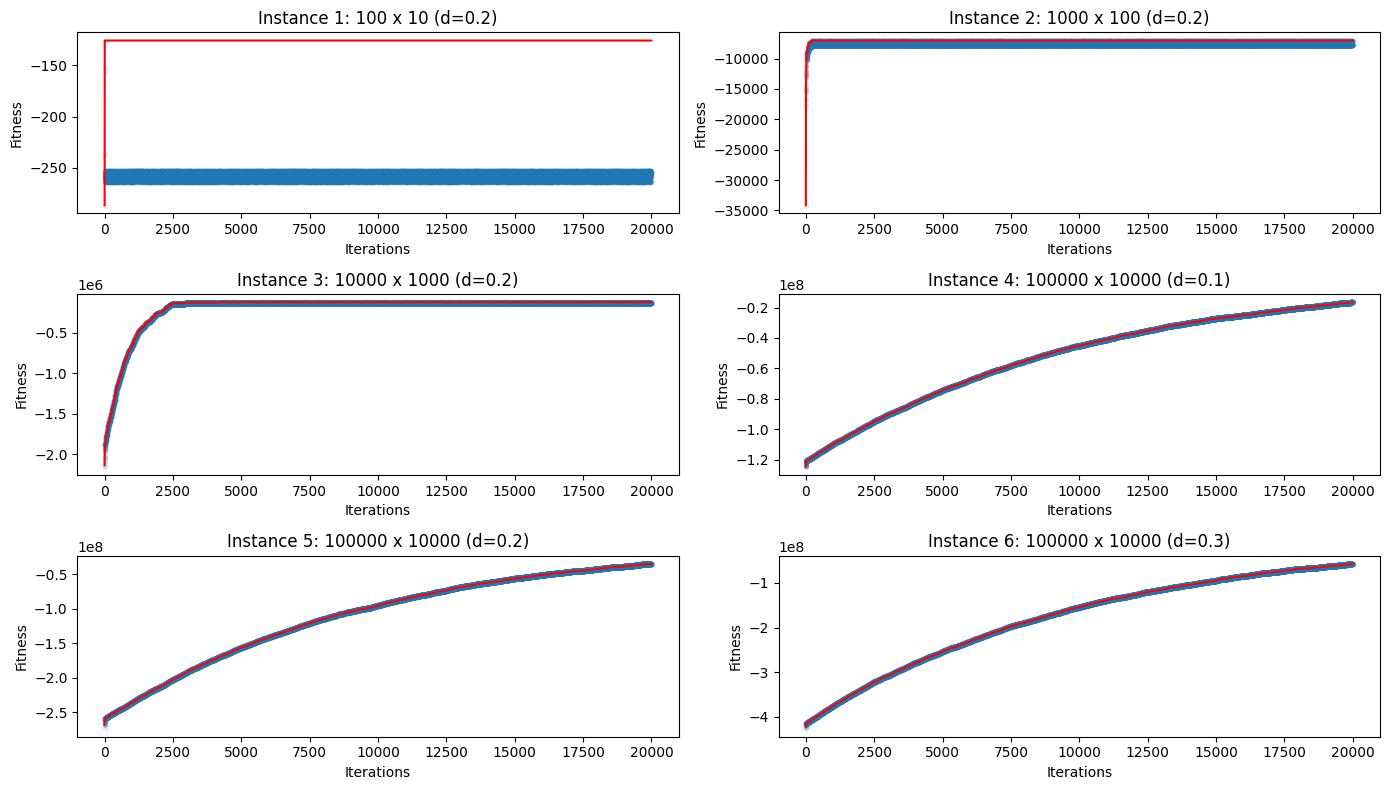 Instance 1: 100 x 10 (d=0.2)
Fitness
−150
−200
−250
0 2500 5000 7500 10000 12500 15000 17500 20000
Iterations
Instance 2: 1000 x 100 (d=0.2)
Fitness
−10000
−15000
−20000
−25000
−30000
−35000
0 2500 5000 7500 10000 12500 15000 17500 20000
Iterations
Instance 3: 10000 x 1000 (d=0.2)
1e6
Fitness
−0.5
−1.0
−1.5
−2.0
0 2500 5000 7500 10000 12500 15000 17500 20000
Iterations
Instance 4: 100000 x 10000 (d=0.1)
1e8
Fitness
−0.2
−0.4
−0.6
−0.8
−1.0
−1.2
0 2500 5000 7500 10000 12500 15000 17500 20000
Iterations
Instance 5: 100000 x 10000 (d=0.2)
1e8
Fitness
−0.5
−1.0
−1.5
−2.0
−2.5
0 2500 5000 7500 10000 12500 15000 17500 20000
Iterations
Instance 6: 100000 x 10000 (d=0.3)
1e8
Fitness
−1
−2
−3
−4
0 2500 5000 7500 10000 12500 15000 17500 20000
Iterations